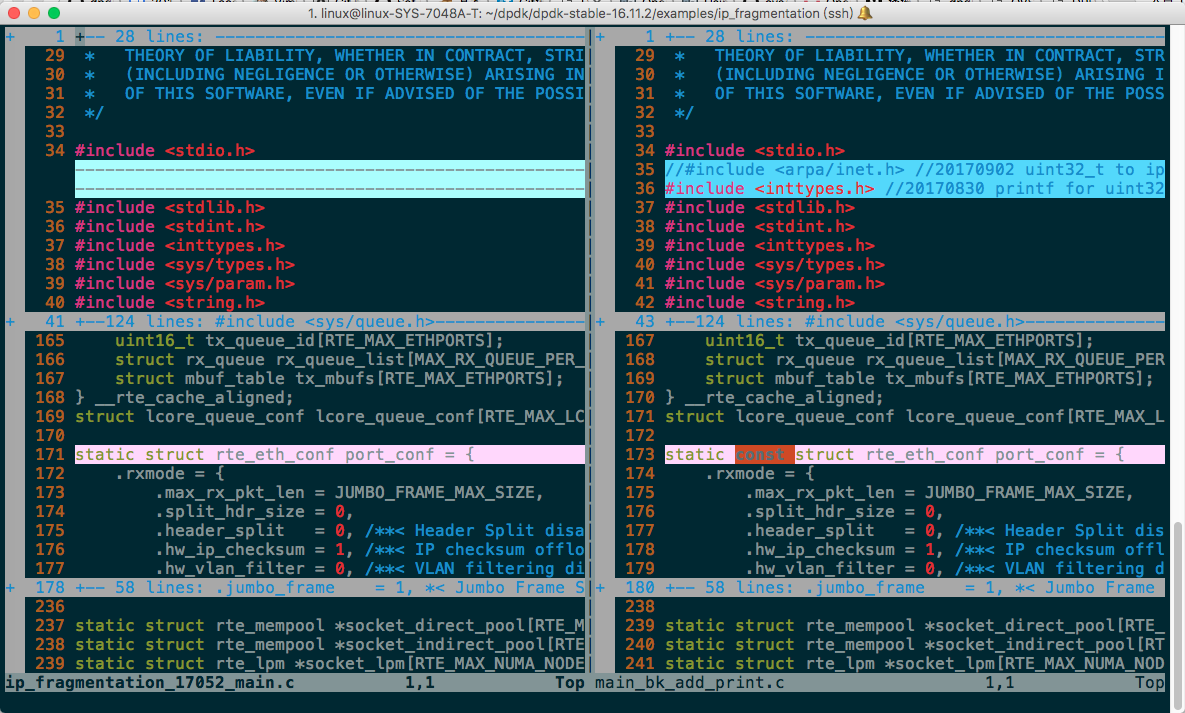 1. linux@linux-SYS-7048A-T: ~/dpdk/dpdk-stable-16.11.2/examples/ip_fragmentation (ssh) 🔔
+ 1 +-- 28 lines: -------------------------------------
29 * THEORY OF LIABILITY, WHETHER IN CONTRACT, STRI
30 * (INCLUDING NEGLIGENCE OR OTHERWISE) ARISING IN
31 * OF THIS SOFTWARE, EVEN IF ADVISED OF THE POSSI
32 */
33
34 #include <stdio.h>
---------------------------------------------------
---------------------------------------------------
35 #include <stdlib.h>
36 #include <stdint.h>
37 #include <inttypes.h>
38 #include <sys/types.h>
39 #include <sys/param.h>
40 #include <string.h>
+ 41 +--124 lines: #include <sys/queue.h>---------------
165 uint16_t tx_queue_id[RTE_MAX_ETHPORTS];
166 struct rx_queue rx_queue_list[MAX_RX_QUEUE_PER_
167 struct mbuf_table tx_mbufs[RTE_MAX_ETHPORTS];
168 } __rte_cache_aligned;
169 struct lcore_queue_conf lcore_queue_conf[RTE_MAX_LC
170
171 static struct rte_eth_conf port_conf = {
172 .rxmode = {
173 .max_rx_pkt_len = JUMBO_FRAME_MAX_SIZE,
174 .split_hdr_size = 0,
175 .header_split = 0, /**< Header Split disa
176 .hw_ip_checksum = 1, /**< IP checksum offlo
177 .hw_vlan_filter = 0, /**< VLAN filtering di
+ 178 +-- 58 lines: .jumbo_frame = 1, *< Jumbo Frame S
236
237 static struct rte_mempool *socket_direct_pool[RTE_M
238 static struct rte_mempool *socket_indirect_pool[RTE
239 static struct rte_lpm *socket_lpm[RTE_MAX_NUMA_NODE
ip_fragmentation_17052_main.c 1,1 Top
+ 1 +-- 28 lines: ------------------------------------
29 * THEORY OF LIABILITY, WHETHER IN CONTRACT, STR
30 * (INCLUDING NEGLIGENCE OR OTHERWISE) ARISING I
31 * OF THIS SOFTWARE, EVEN IF ADVISED OF THE POSS
32 */
33
34 #include <stdio.h>
35 //#include <arpa/inet.h> //20170902 uint32_t to ip
36 #include <inttypes.h> //20170830 printf for uint32
37 #include <stdlib.h>
38 #include <stdint.h>
39 #include <inttypes.h>
40 #include <sys/types.h>
41 #include <sys/param.h>
42 #include <string.h>
+ 43 +--124 lines: #include <sys/queue.h>--------------
167 uint16_t tx_queue_id[RTE_MAX_ETHPORTS];
168 struct rx_queue rx_queue_list[MAX_RX_QUEUE_PER
169 struct mbuf_table tx_mbufs[RTE_MAX_ETHPORTS];
170 } __rte_cache_aligned;
171 struct lcore_queue_conf lcore_queue_conf[RTE_MAX_L
172
173 static const struct rte_eth_conf port_conf = {
174 .rxmode = {
175 .max_rx_pkt_len = JUMBO_FRAME_MAX_SIZE,
176 .split_hdr_size = 0,
177 .header_split = 0, /**< Header Split dis
178 .hw_ip_checksum = 1, /**< IP checksum offl
179 .hw_vlan_filter = 0, /**< VLAN filtering d
+ 180 +-- 58 lines: .jumbo_frame = 1, *< Jumbo Frame
238
239 static struct rte_mempool *socket_direct_pool[RTE_
240 static struct rte_mempool *socket_indirect_pool[RT
241 static struct rte_lpm *socket_lpm[RTE_MAX_NUMA_NOD
main_bk_add_print.c 1,1 Top